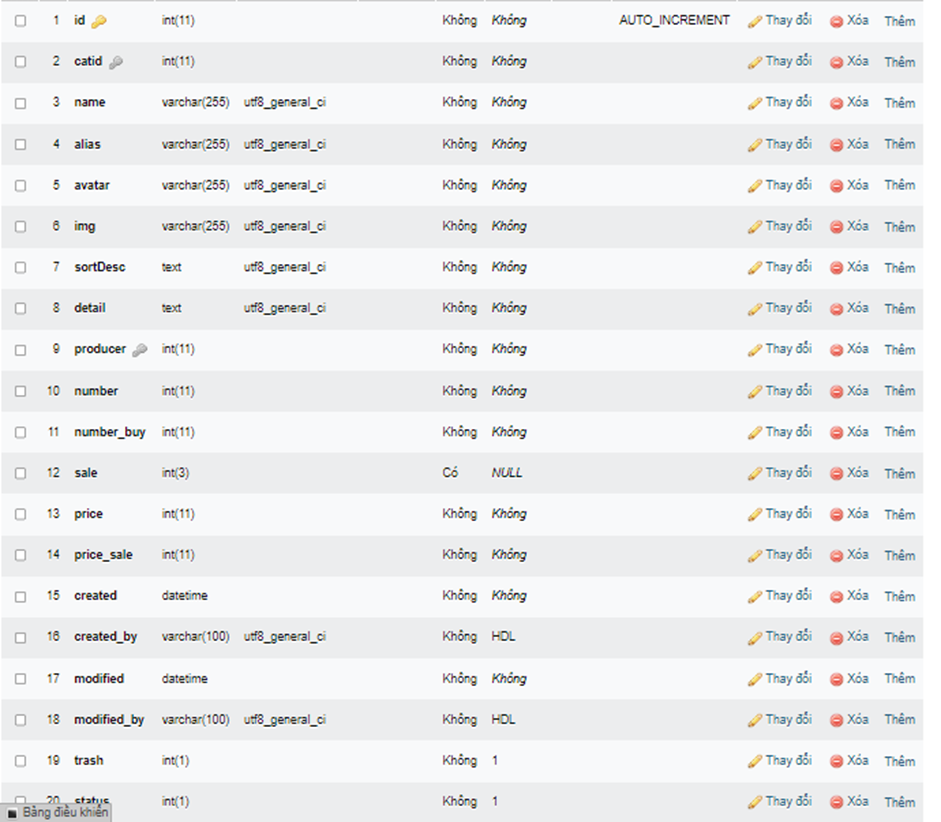 1 id int(11) Không Không AUTO_INCREMENT Thay đổi Xóa Thêm
2 catid int(11) Không Không Thay đổi Xóa Thêm
3 name varchar(255) utf8_general_ci Không Không Thay đổi Xóa Thêm
4 alias varchar(255) utf8_general_ci Không Không Thay đổi Xóa Thêm
5 avatar varchar(255) utf8_general_ci Không Không Thay đổi Xóa Thêm
6 img varchar(255) utf8_general_ci Không Không Thay đổi Xóa Thêm
7 sortDesc text utf8_general_ci Không Không Thay đổi Xóa Thêm
8 detail text utf8_general_ci Không Không Thay đổi Xóa Thêm
9 producer int(11) Không Không Thay đổi Xóa Thêm
10 number int(11) Không Không Thay đổi Xóa Thêm
11 number_buy int(11) Không Không Thay đổi Xóa Thêm
12 sale int(3) Có NULL Thay đổi Xóa Thêm
13 price int(11) Không Không Thay đổi Xóa Thêm
14 price_sale int(11) Không Không Thay đổi Xóa Thêm
15 created datetime Không Không Thay đổi Xóa Thêm
16 created_by varchar(100) utf8_general_ci Không HDL Thay đổi Xóa Thêm
17 modified datetime Không Không Thay đổi Xóa Thêm
18 modified_by varchar(100) utf8_general_ci Không HDL Thay đổi Xóa Thêm
19 trash int(1) Không 1 Thay đổi Xóa Thêm
20 status int(1) Không 1 Thay đổi Xóa Thêm
Bảng điều khiển